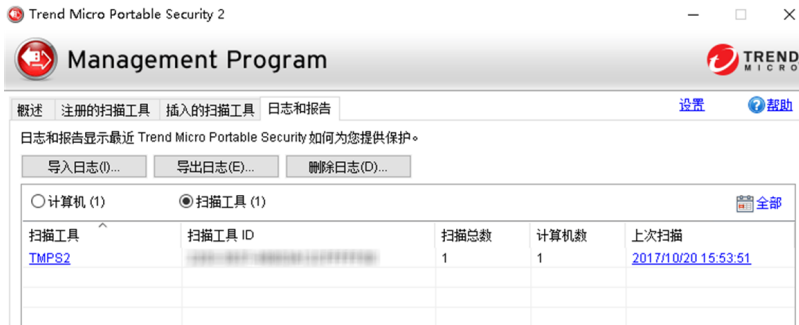 Trend Micro Portable Security 2
Management Program
TREND
MICRO
概述 注册的扫描工具 插入的扫描工具 日志和报告
设置 帮助
日志和报告显示最近 Trend Micro Portable Security 如何为您提供保护。
导入日志(I)... 导出日志(E)... 删除日志(D)...
计算机 (1) 扫描工具 (1) 全部
扫描工具 扫描工具 ID 扫描总数 计算机数 上次扫描
TMPS2 1 1 2017/10/20 15:53:51